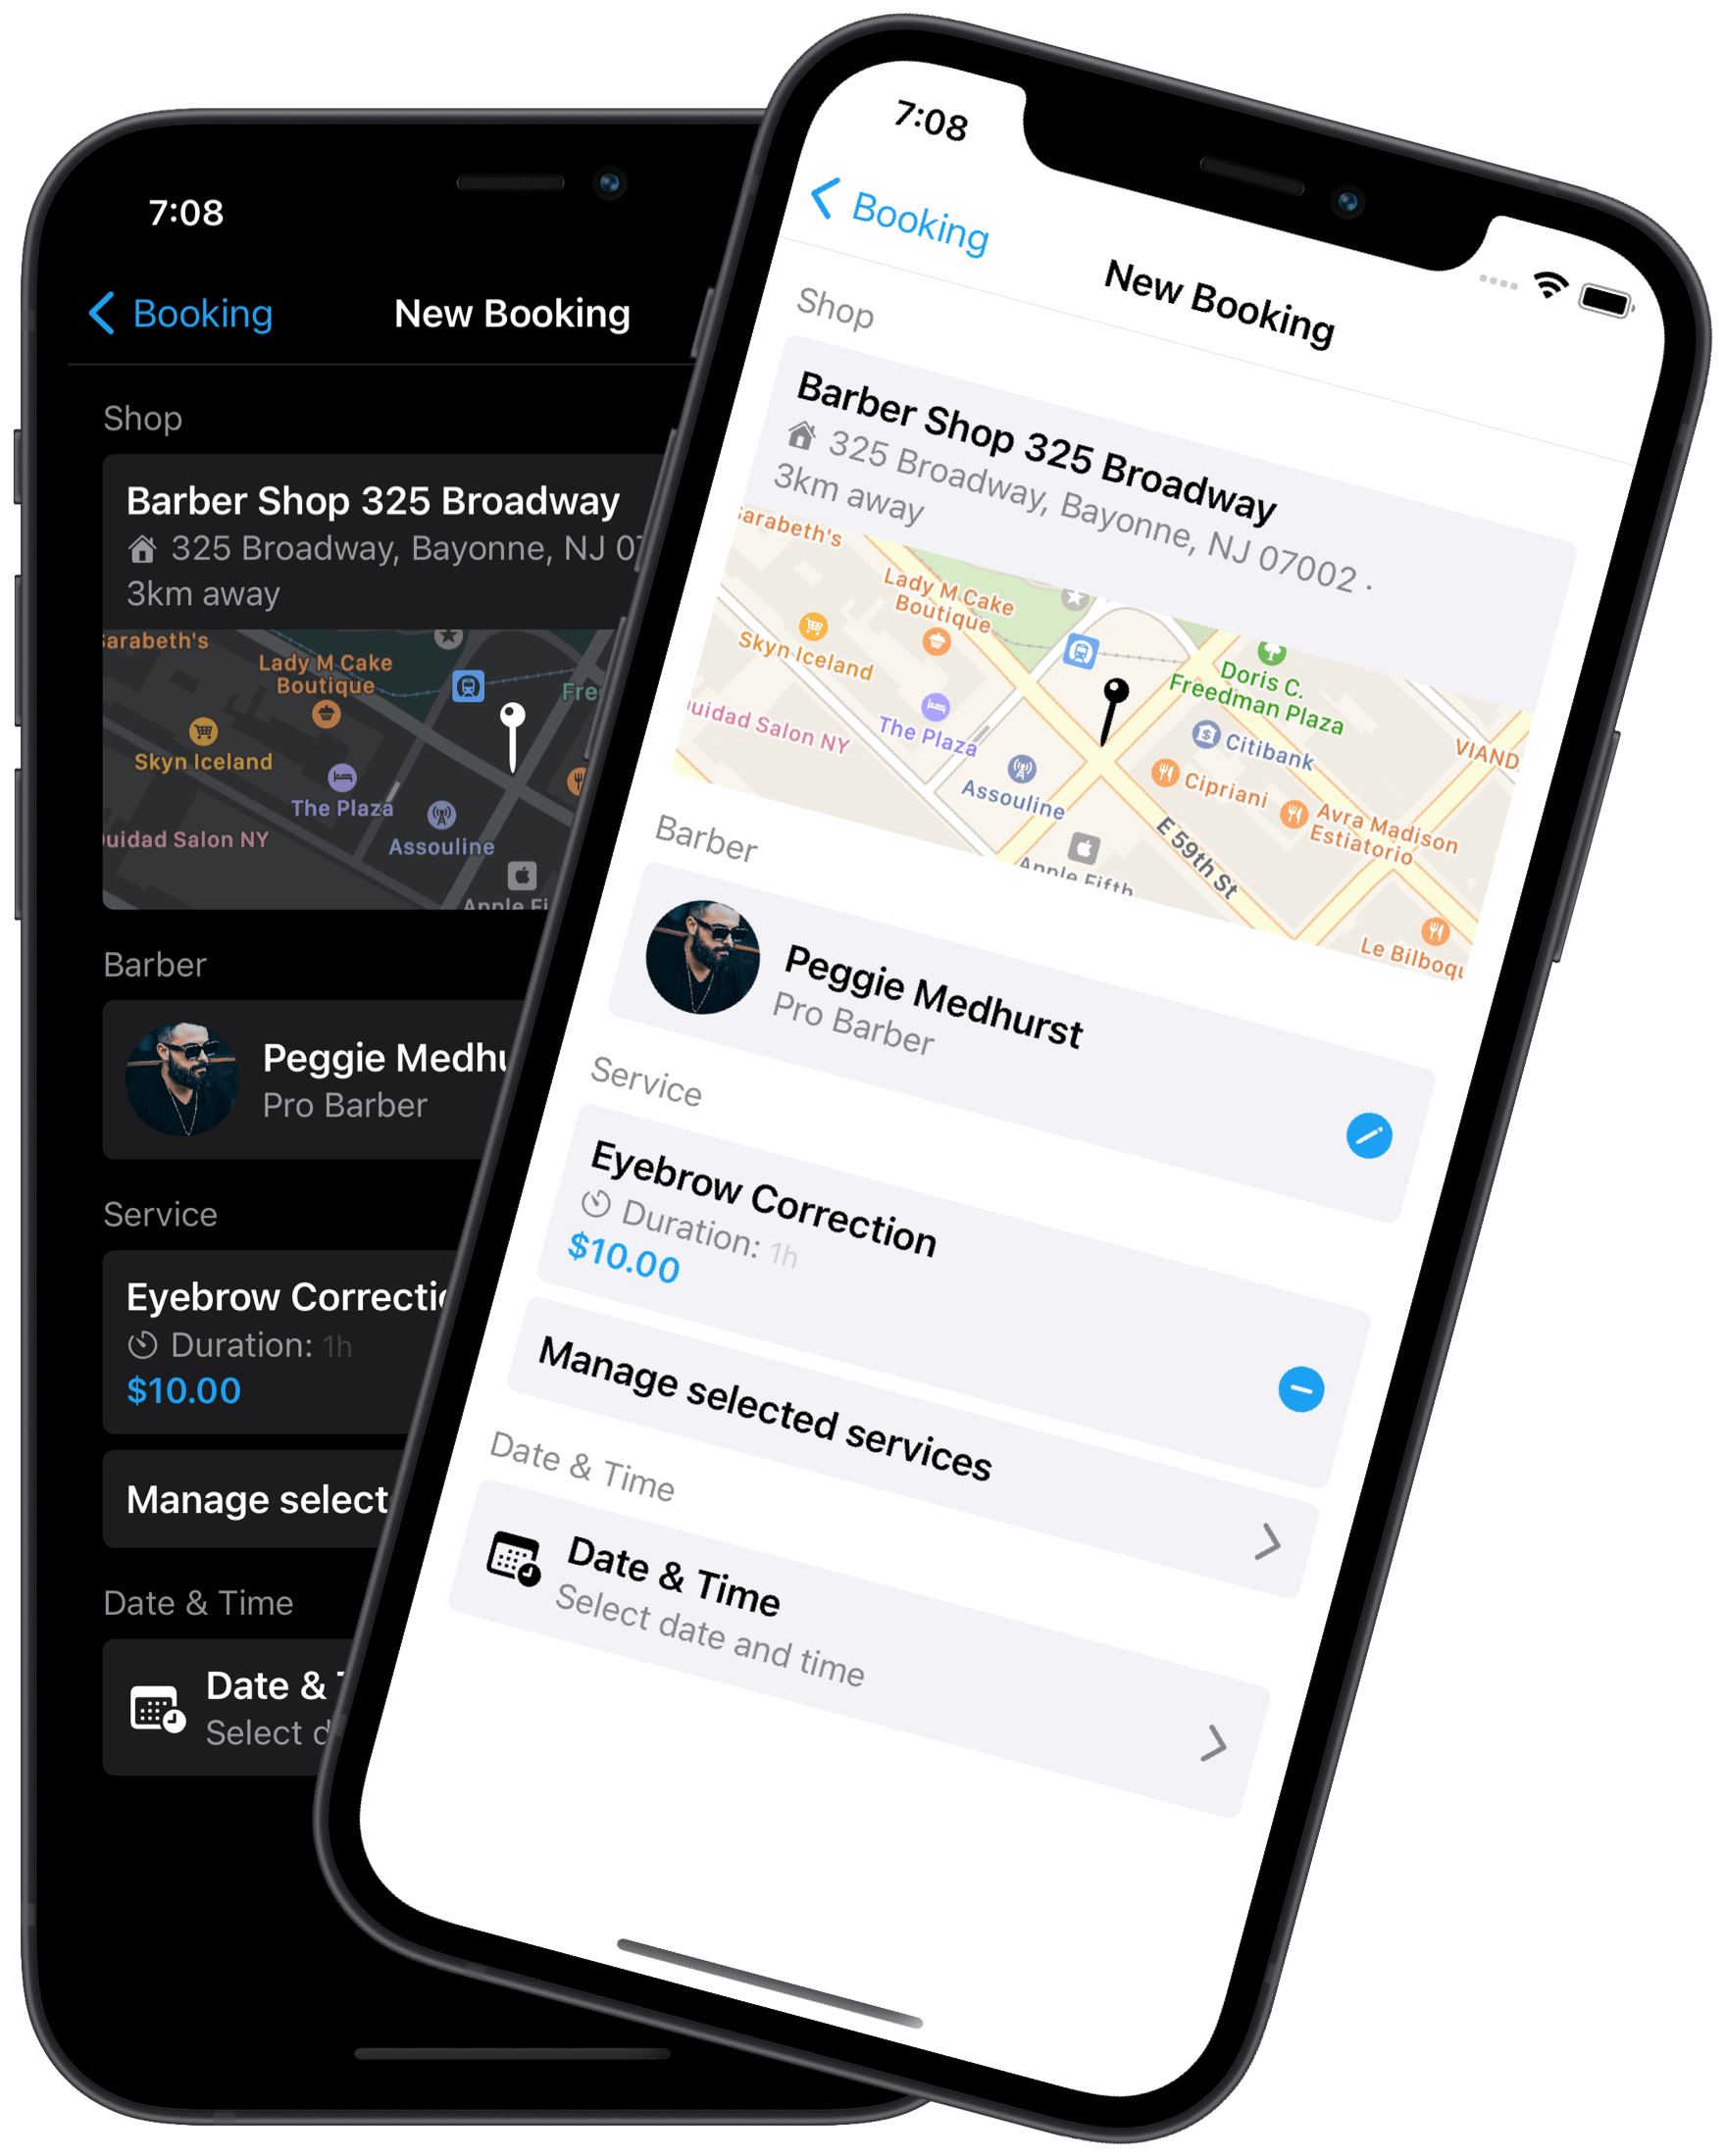 7:08
Booking
New Booking
Shop
Barber Shop 325 Broadway
325 Broadway, Bayonne, NJ 07
3km away
Sarabeth's
Lady M Cake
Boutique
Skyn Iceland
The Plaza
uidad Salon NY
Assouline
Apple Fi
Barber
Peggie Medhu
Pro Barber
Service
Eyebrow Correctio
Duration: 1h
$10.00
Manage select
Date & Time
Date & T
Select d
7:08
Booking
New Booking
Shop
Barber Shop 325 Broadway
325 Broadway, Bayonne, NJ 07002 ·
3km away
Sarabeth's
Lady M Cake
Boutique
Skyn Iceland
Doris C.
Freedman Plaza
uidad Salon NY
The Plaza
Citibank
VIAND
Assouline
Cipriani
Avra Madison
Estiatorio
E 59th St
Apple Fifth
Le Bilboqu
Barber
Peggie Medhurst
Pro Barber
Service
Eyebrow Correction
Duration: 1h
$10.00
Manage selected services
Date & Time
Date & Time
Select date and time